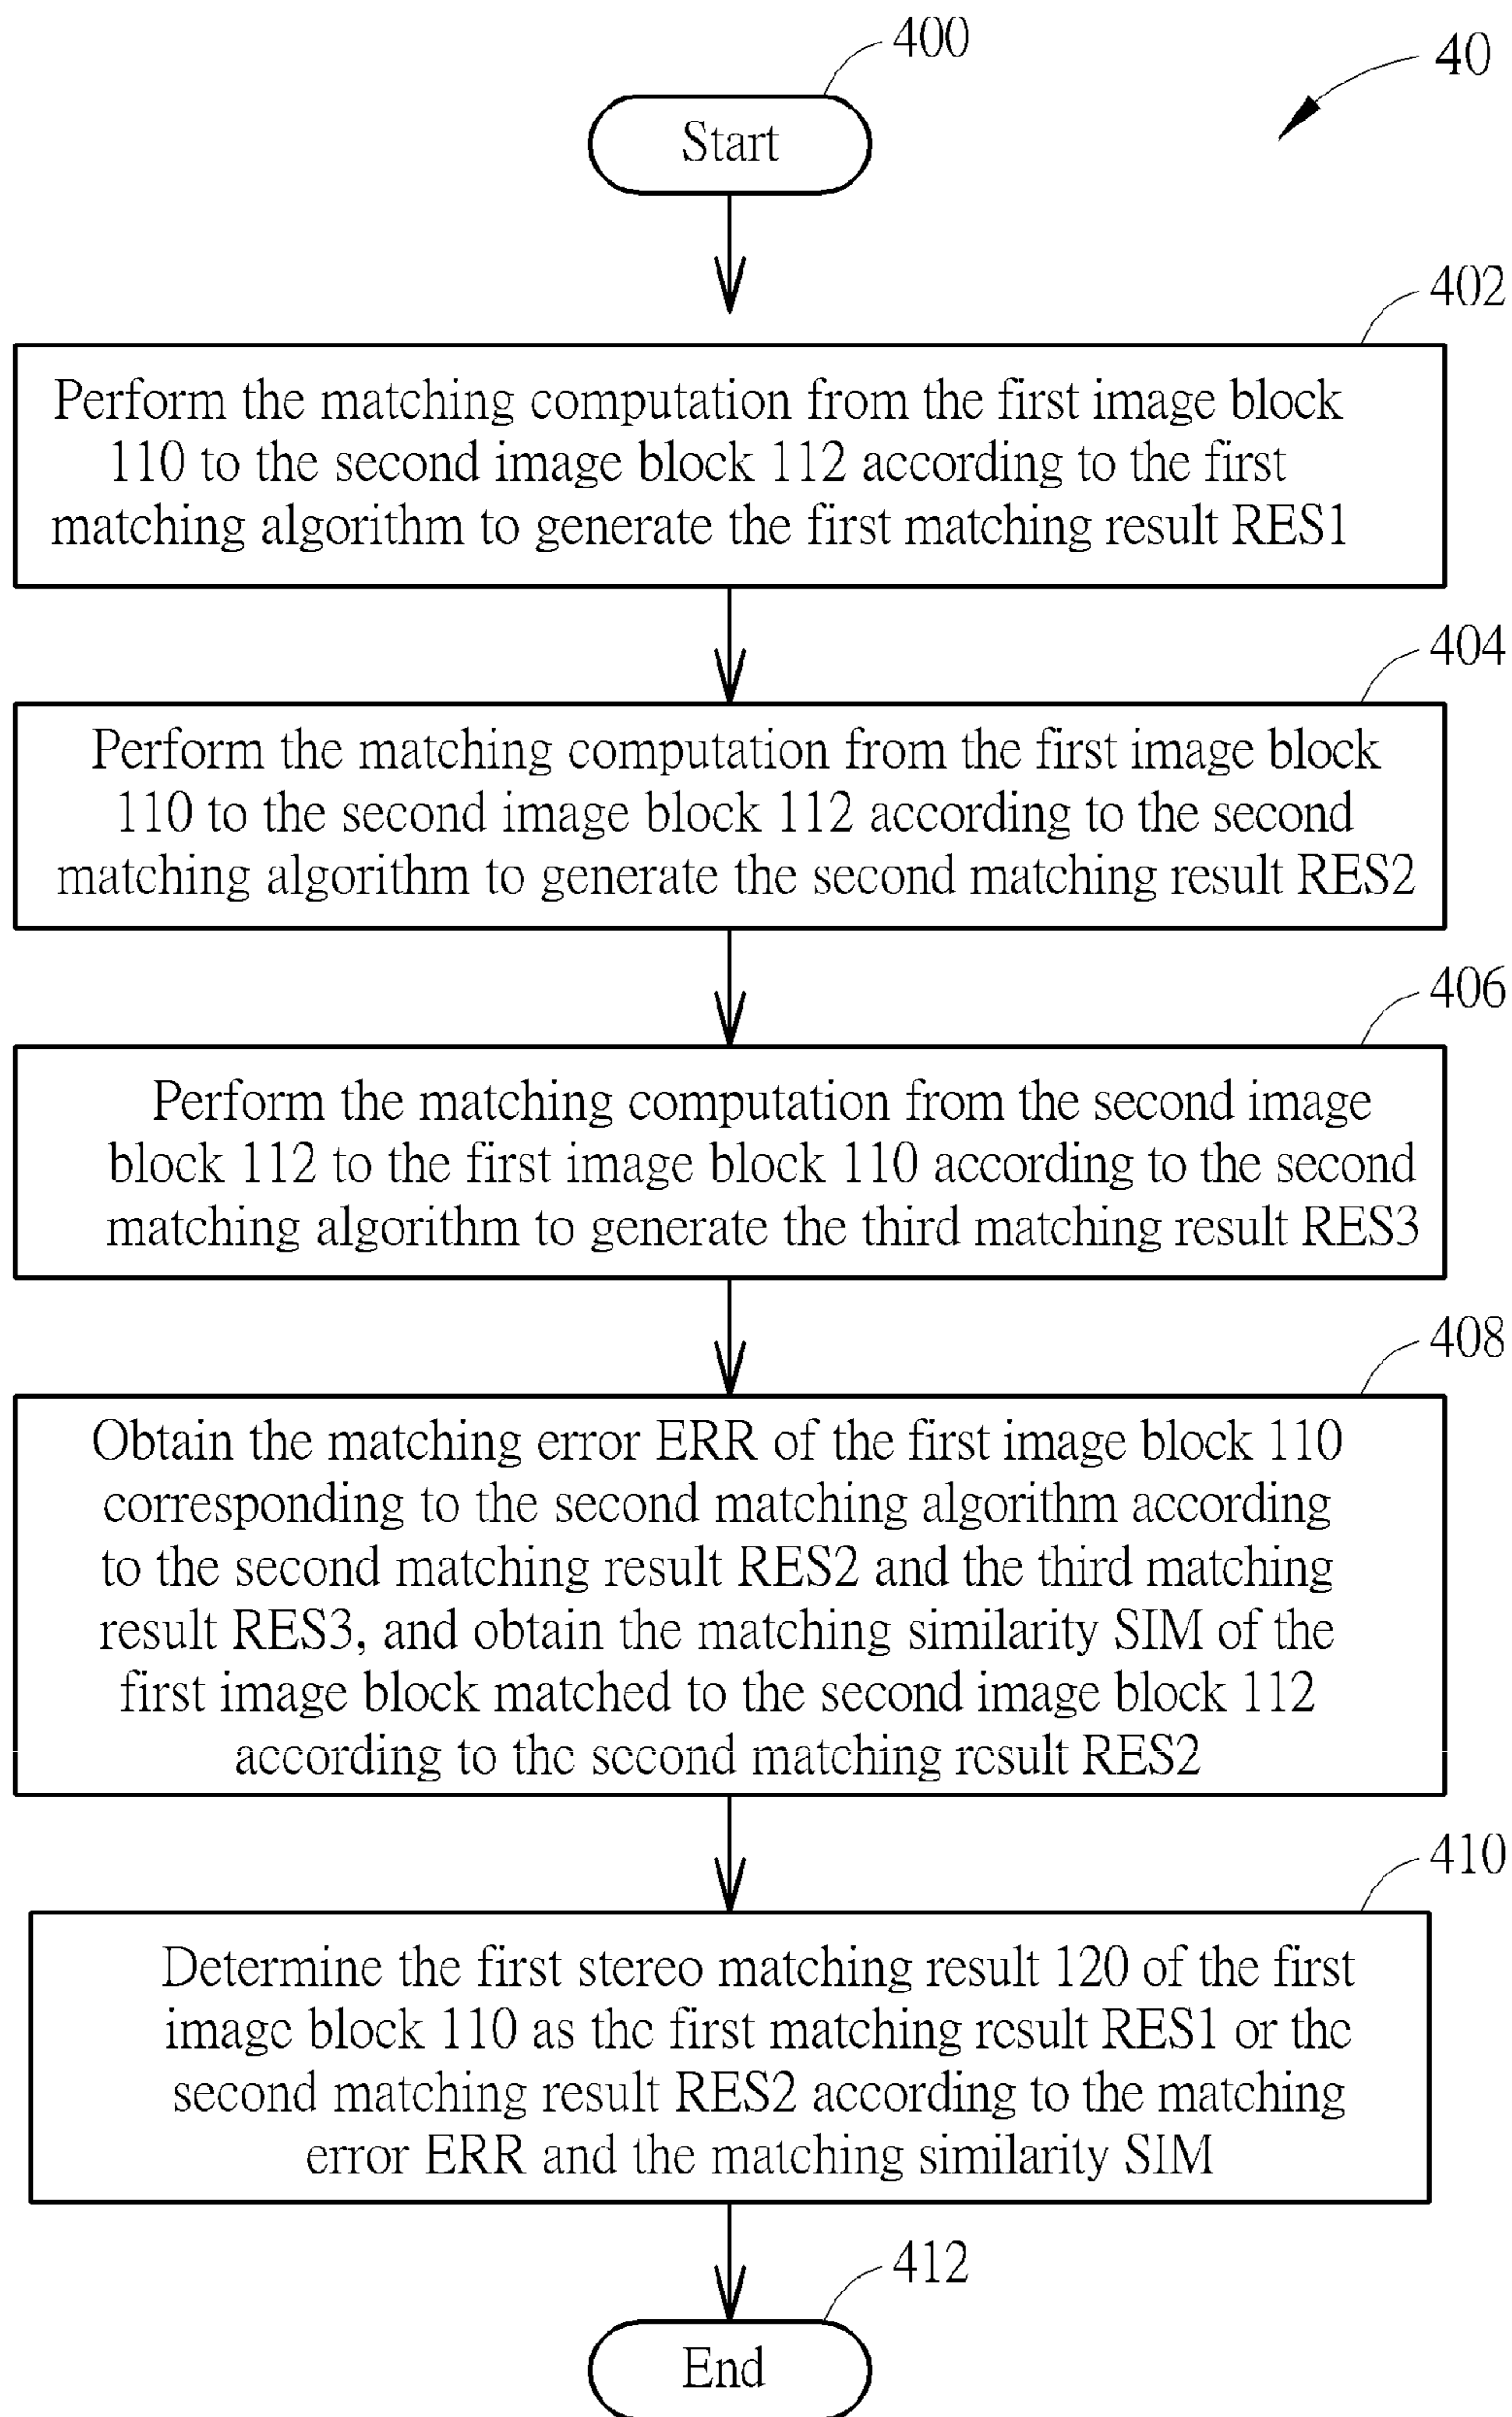 400
40
Start
402
Perform the matching computation from the first image block
110 to the second image block 112 according to the first
matching algorithm to generate the first matching result RES1
404
Perform the matching computation from the first image block
110 to the second image block 112 according to the second
matching algorithm to generate the second matching result RES2
406
Perform the matching computation from the second image
block 112 to the first image block 110 according to the second
matching algorithm to generate the third matching result RES3
408
Obtain the matching error ERR of the first image block 110
corresponding to the second matching algorithm according
to the second matching result RES2 and the third matching
result RES3, and obtain the matching similarity SIM of the
first image block matched to the second image block 112
according to the second matching result RES2
410
Determine the first stereo matching result 120 of the first
image block 110 as the first matching result RES1 or the
second matching result RES2 according to the matching
error ERR and the matching similarity SIM
412
End